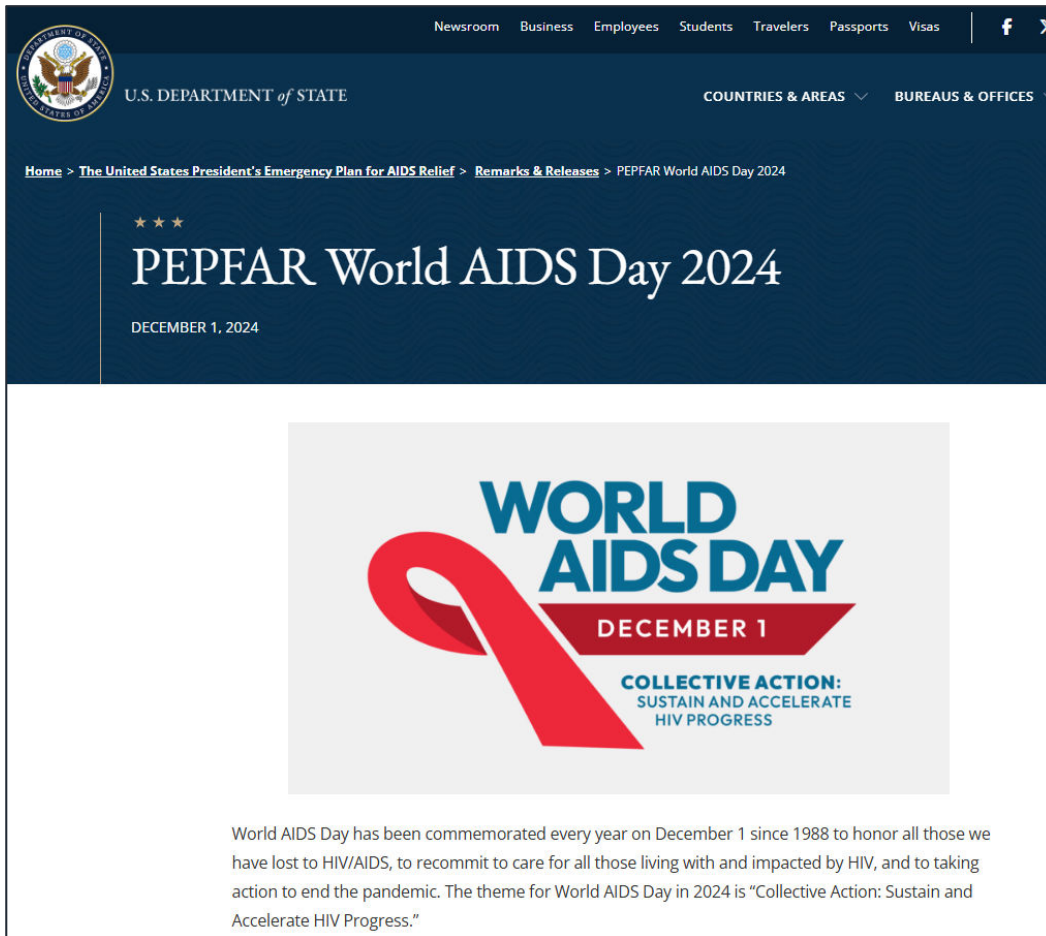 Newsroom Business Employees Students Travelers Passports Visas
U.S. DEPARTMENT of STATE
COUNTRIES & AREAS BUREAUS & OFFICES
Home > The United States President's Emergency Plan for AIDS Relief > Remarks & Releases > PEPFAR World AIDS Day 2024
PEPFAR World AIDS Day 2024
DECEMBER 1, 2024
WORLD
AIDS DAY
DECEMBER 1
COLLECTIVE ACTION:
SUSTAIN AND ACCELERATE
HIV PROGRESS
World AIDS Day has been commemorated every year on December 1 since 1988 to honor all those we
have lost to HIV/AIDS, to recommit to care for all those living with and impacted by HIV, and to taking
action to end the pandemic. The theme for World AIDS Day in 2024 is “Collective Action: Sustain and
Accelerate HIV Progress.”